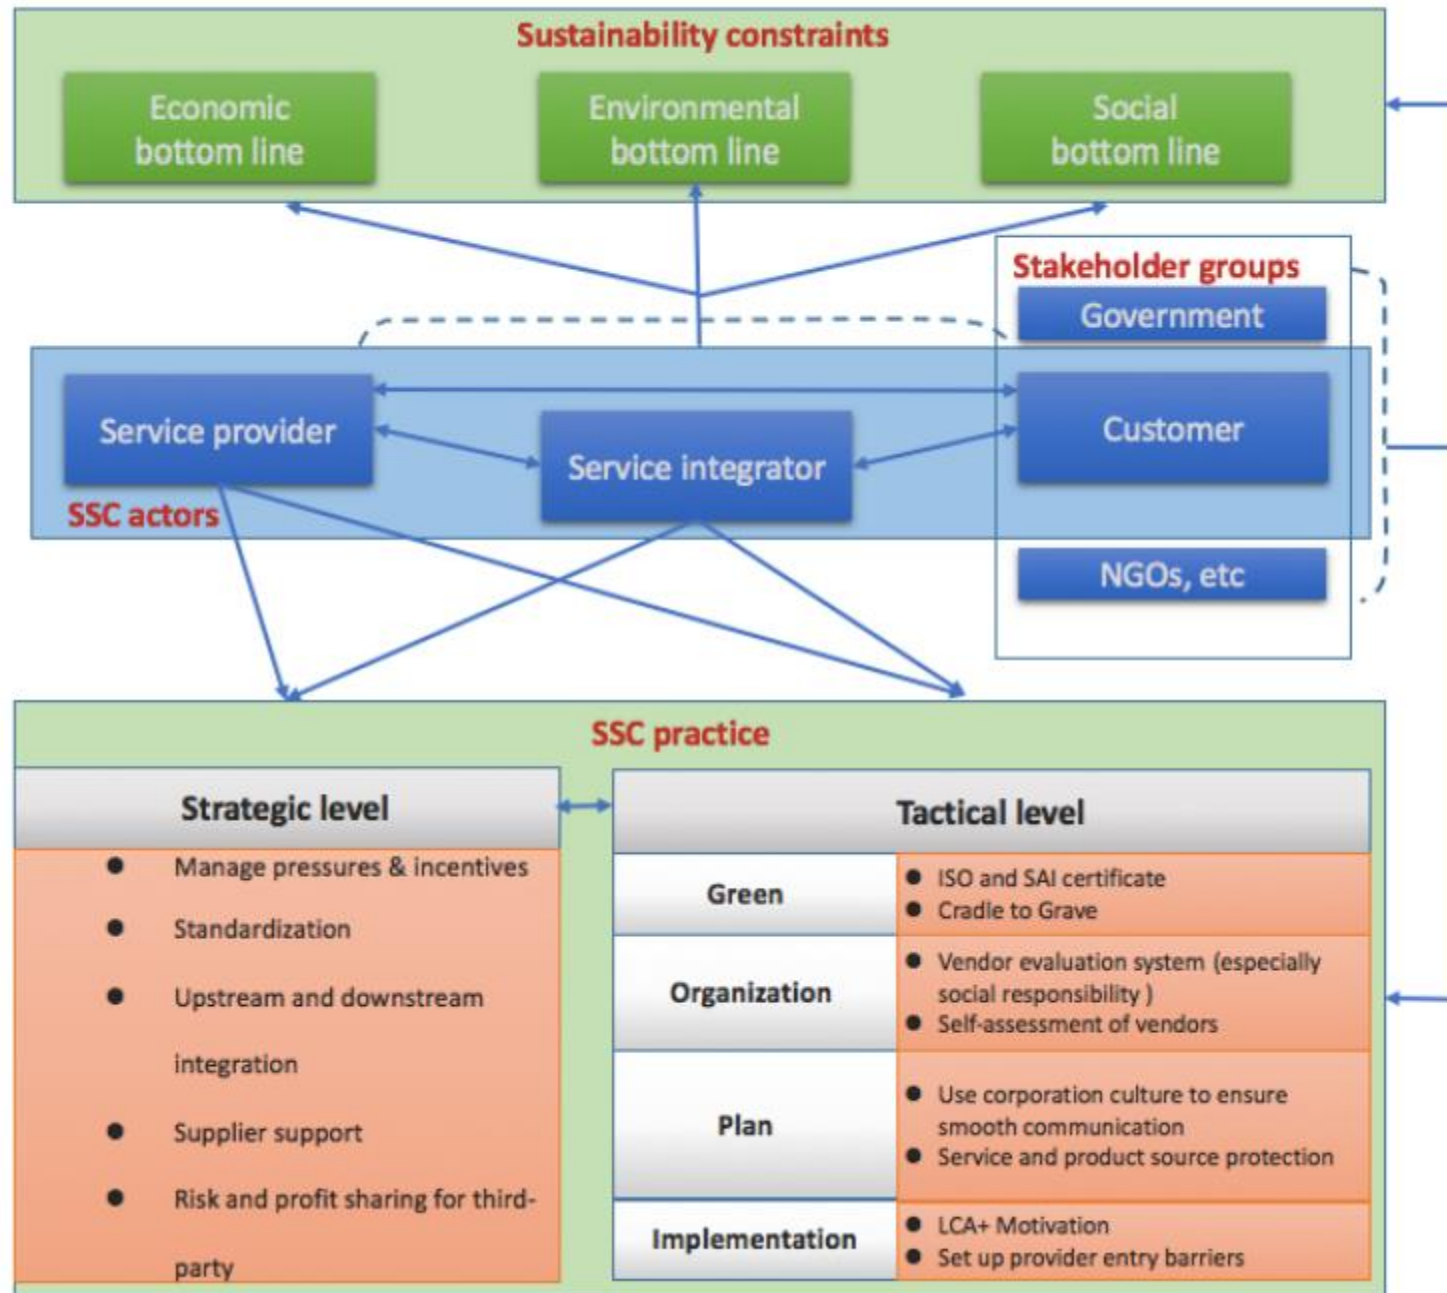 Sustainability constraints
Economic
bottom line
Environmental
bottom line
Social
bottom line
Stakeholder groups
Government
Service provider
Service integrator
Customer
SSC actors
NGOs, etc
SSC practice
Strategic level
● Manage pressures & incentives
● Standardization
● Upstream and downstream
integration
● Supplier support
● Risk and profit sharing for third-
party
Tactical level
Green
● ISO and SAI certificate
● Cradle to Grave
Organization
● Vendor evaluation system (especially
social responsibility )
● Self-assessment of vendors
Plan
● Use corporation culture to ensure
smooth communication
● Service and product source protection
Implementation
● LCA+ Motivation
● Set up provider entry barriers